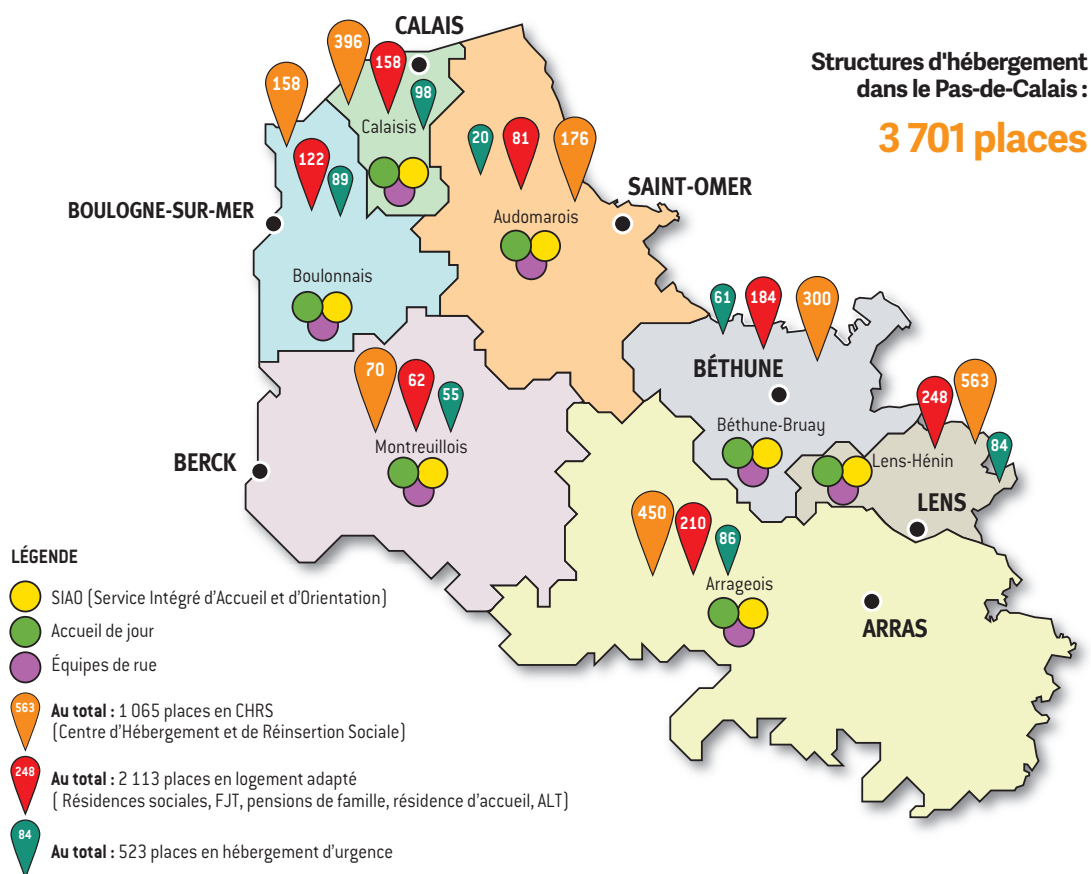 Structures d'hébergement
dans le Pas-de-Calais :
3 701 places
CALAIS
396
158
98
Calaisis
158
122
89
BOULOGNE-SUR-MER
Boulonnais
20
81
176
SAINT-OMER
Audomarois
61
184
300
BÉTHUNE
Béthune-Bruay
70
62
55
Montreuillois
BERCK
248
563
84
Lens-Hénin
LENS
450
210
86
Arrageois
ARRAS
LÉGENDE
SIAO (Service Intégré d'Accueil et d'Orientation)
Accueil de jour
Équipes de rue
563
Au total : 1 065 places en CHRS
(Centre d'Hébergement et de Réinsertion Sociale)
248
Au total : 2 113 places en logement adapté
( Résidences sociales, FJT, pensions de famille, résidence d'accueil, ALT)
84
Au total : 523 places en hébergement d'urgence